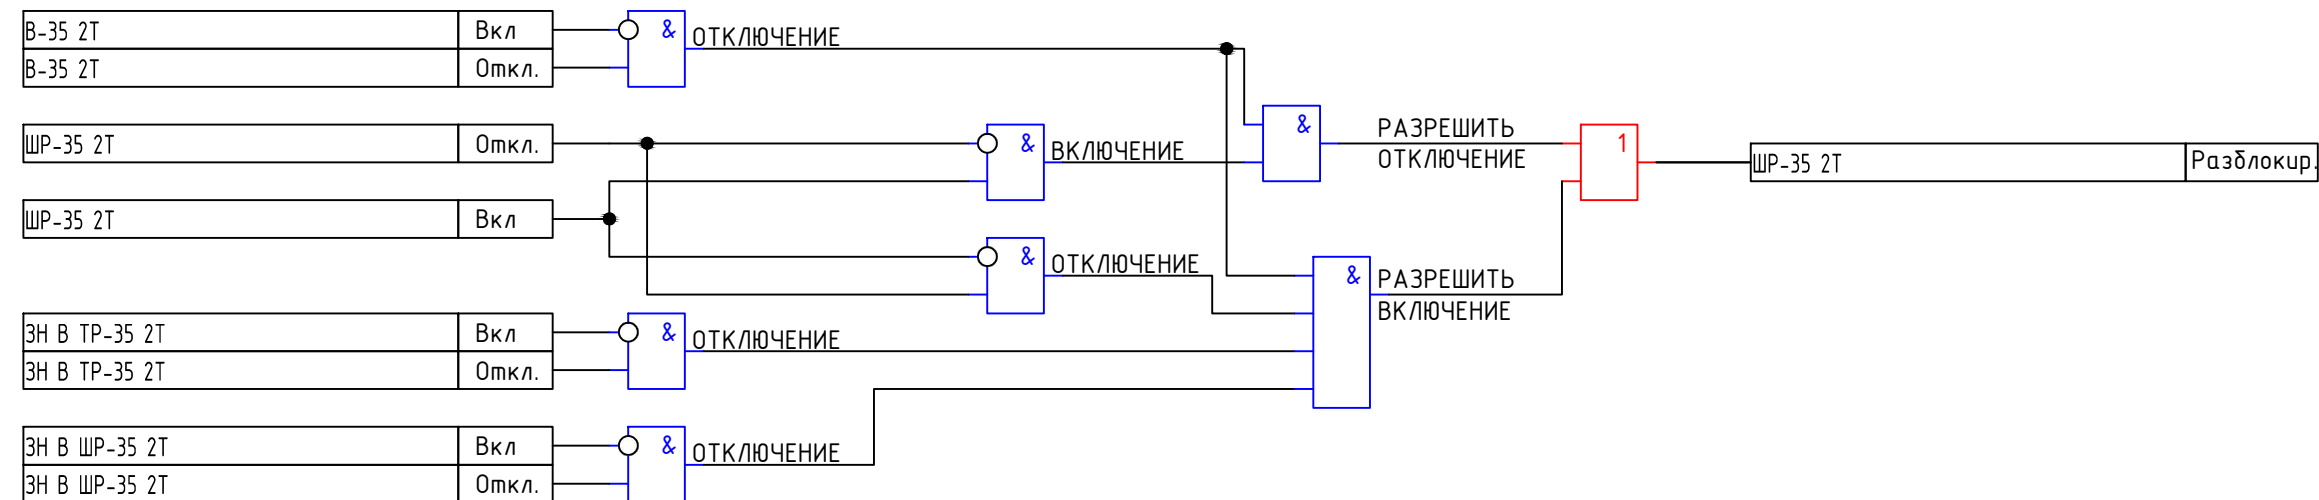 В-35 2Т Вкл & ОТКЛЮЧЕНИЕ
В-35 2Т Откл.
ШР-35 2Т Откл. & ВКЛЮЧЕНИЕ & РАЗРЕШИТЬ ОТКЛЮЧЕНИЕ 1 ШР-35 2Т Разблокир.
ШР-35 2Т Вкл
& ОТКЛЮЧЕНИЕ & РАЗРЕШИТЬ ВКЛЮЧЕНИЕ
ЗН В ТР-35 2Т Вкл & ОТКЛЮЧЕНИЕ
ЗН В ТР-35 2Т Откл.
ЗН В ШР-35 2Т Вкл & ОТКЛЮЧЕНИЕ
ЗН В ШР-35 2Т Откл.